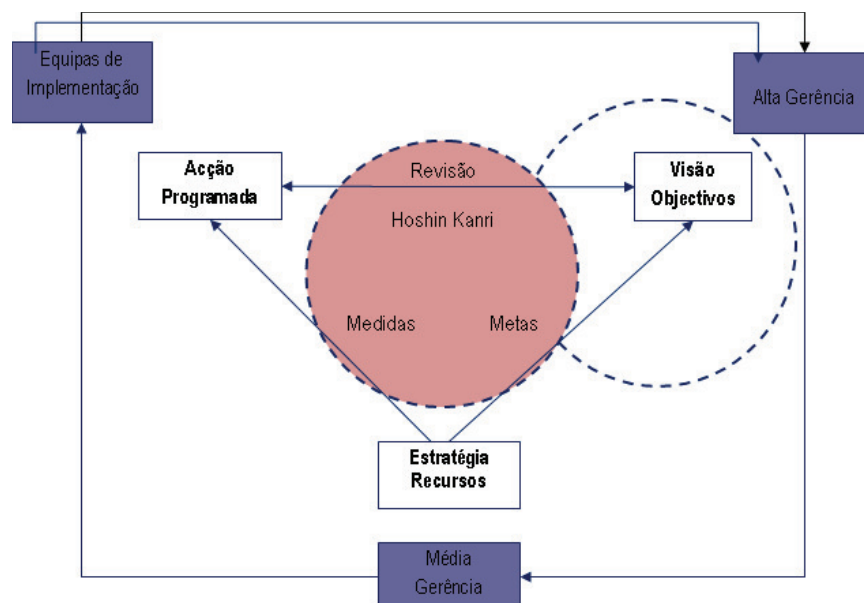 Equipas de
Implementação
Alta Gerência
Acção
Programada
Revisão
Visão
Objectivos
Hoshin Kanri
Medidas
Metas
Estratégia
Recursos
Média
Gerência